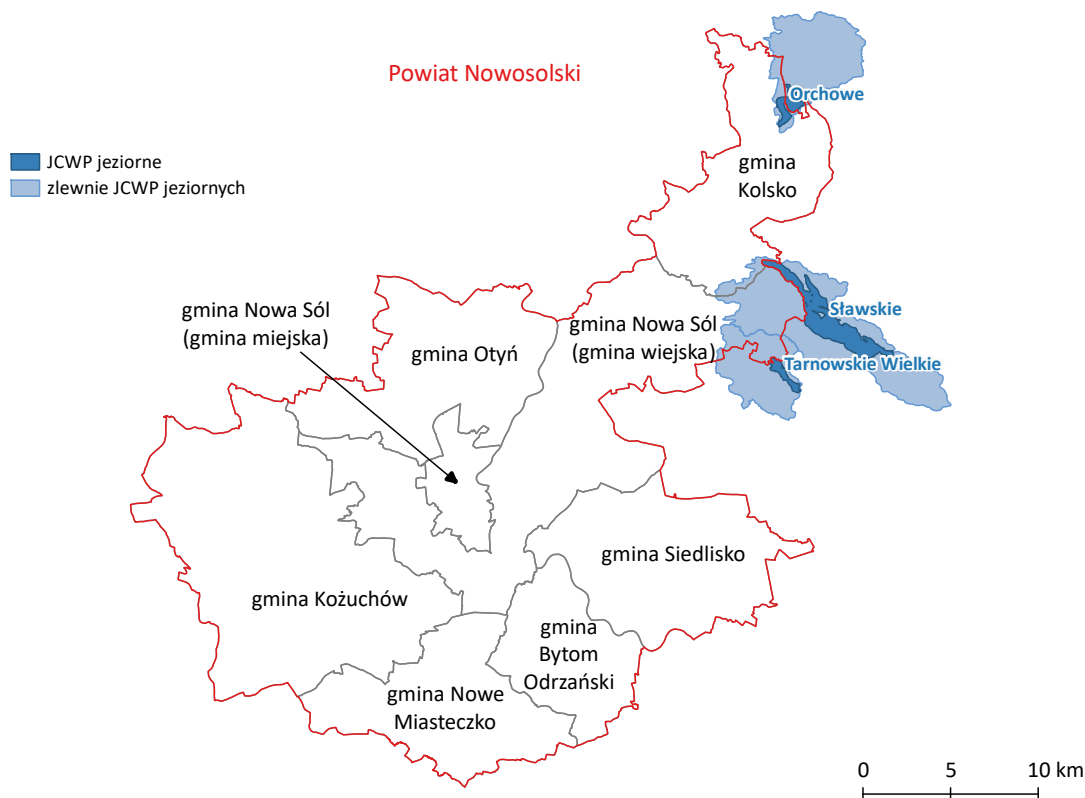 Powiat Nowosolski
Orchowe
JCWP jeziorne
zlewnie JCWP jeziornych
gmina
Kolsko
gmina Nowa Sól
(gmina miejska)
Sławskie
gmina Nowa Sól
(gmina wiejska)
gmina Otyń
Tarnowskie Wielkie
gmina Siedlisko
gmina Kożuchów
gmina
Bytom
Odrzański
gmina Nowe
Miasteczko
0 5 10 km